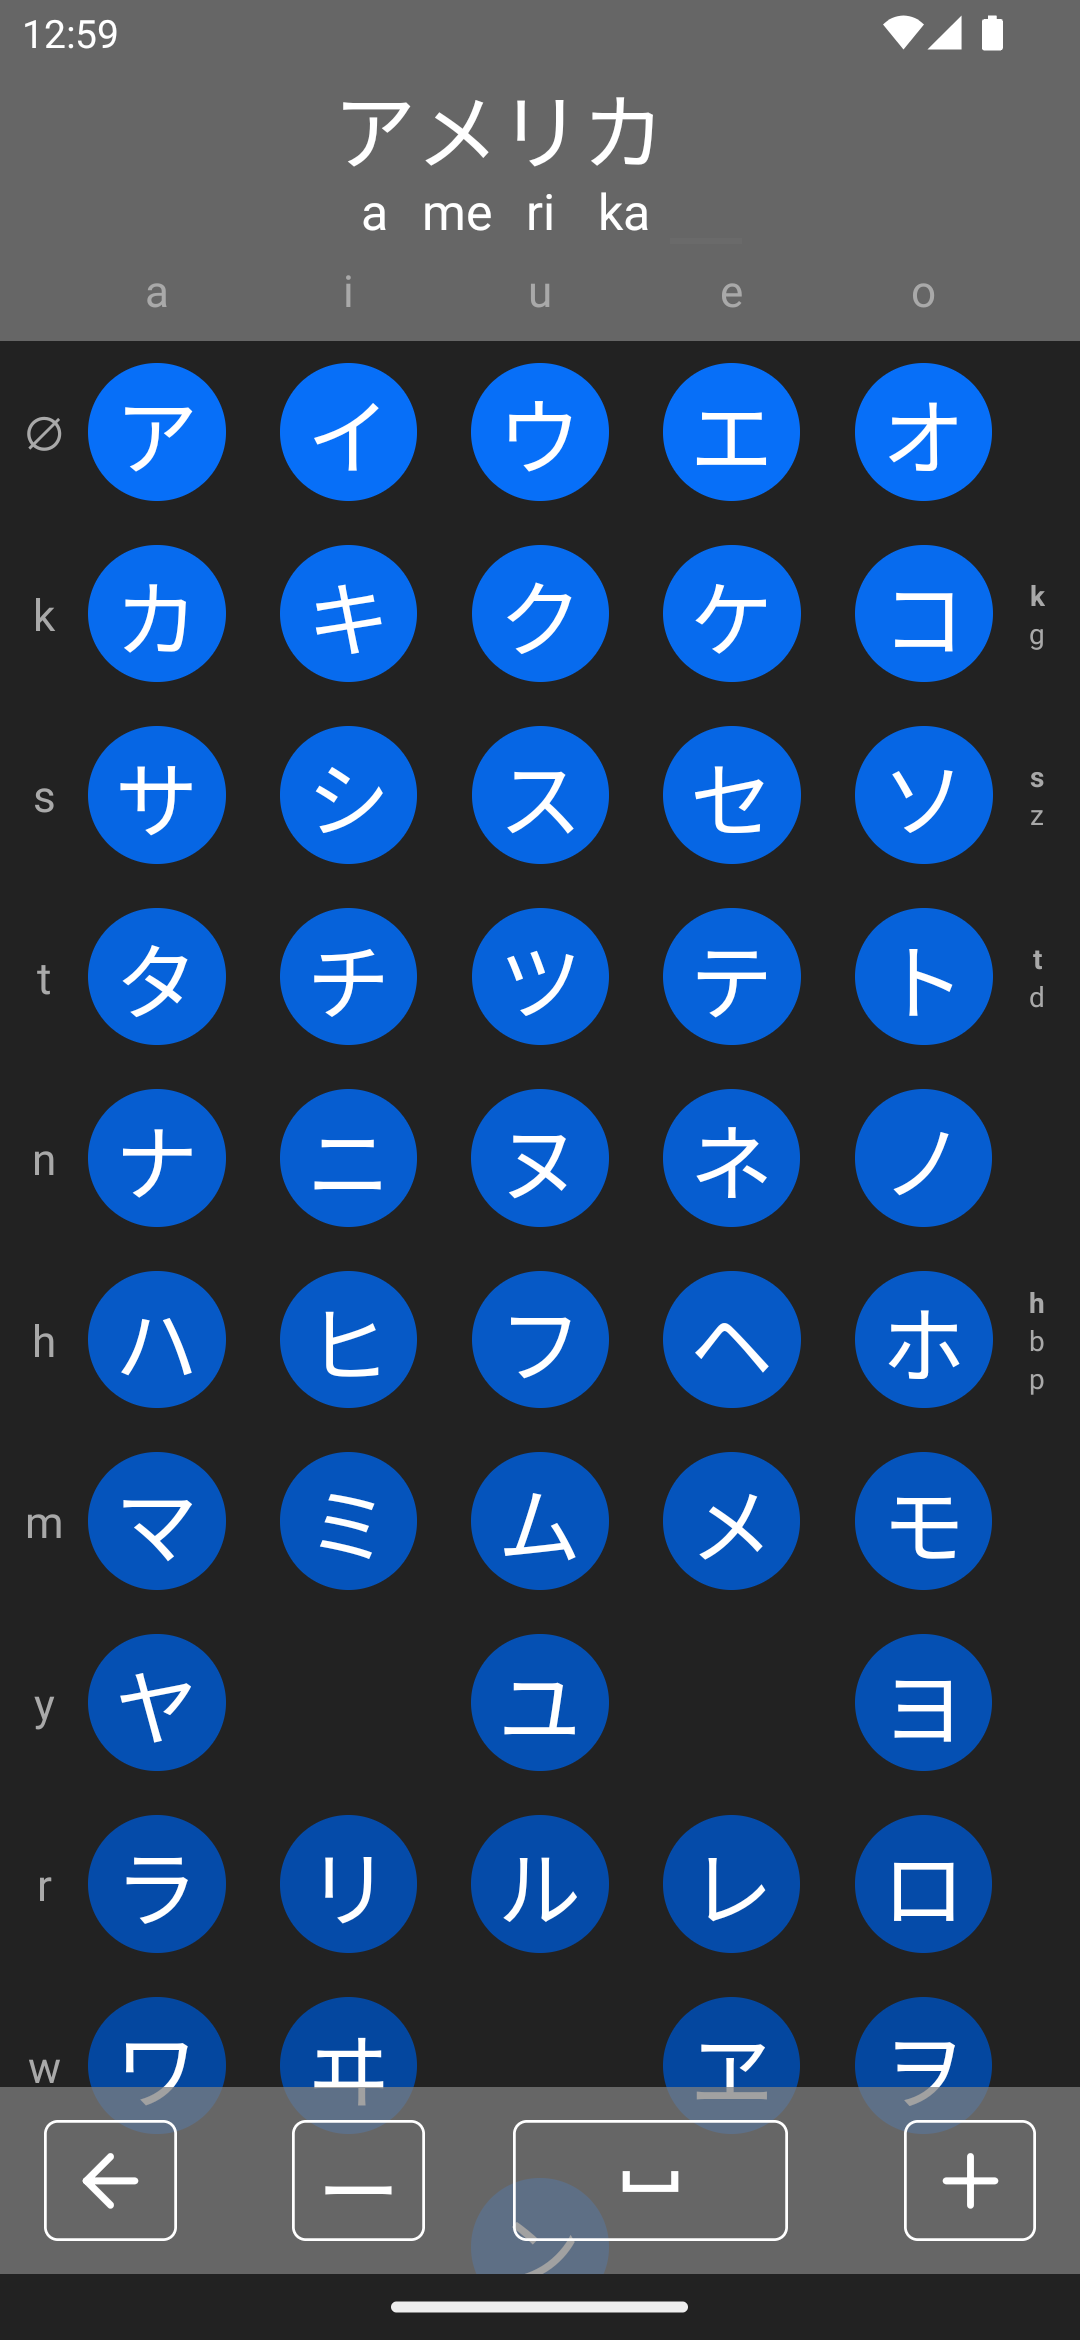 12:59
アメリカ
a me ri ka
a i u e o
∅ ア イ ウ エ オ
k カ キ ク ケ コ k g
s サ シ ス セ ソ s z
t タ チ ツ テ ト t d
n ナ ニ ヌ ネ ノ
h ハ ヒ フ ヘ ホ h b p
m マ ミ ム メ モ
y ヤ ユ ヨ
r ラ リ ル レ ロ
w ワ ヰ ヱ ヲ
ン
ー